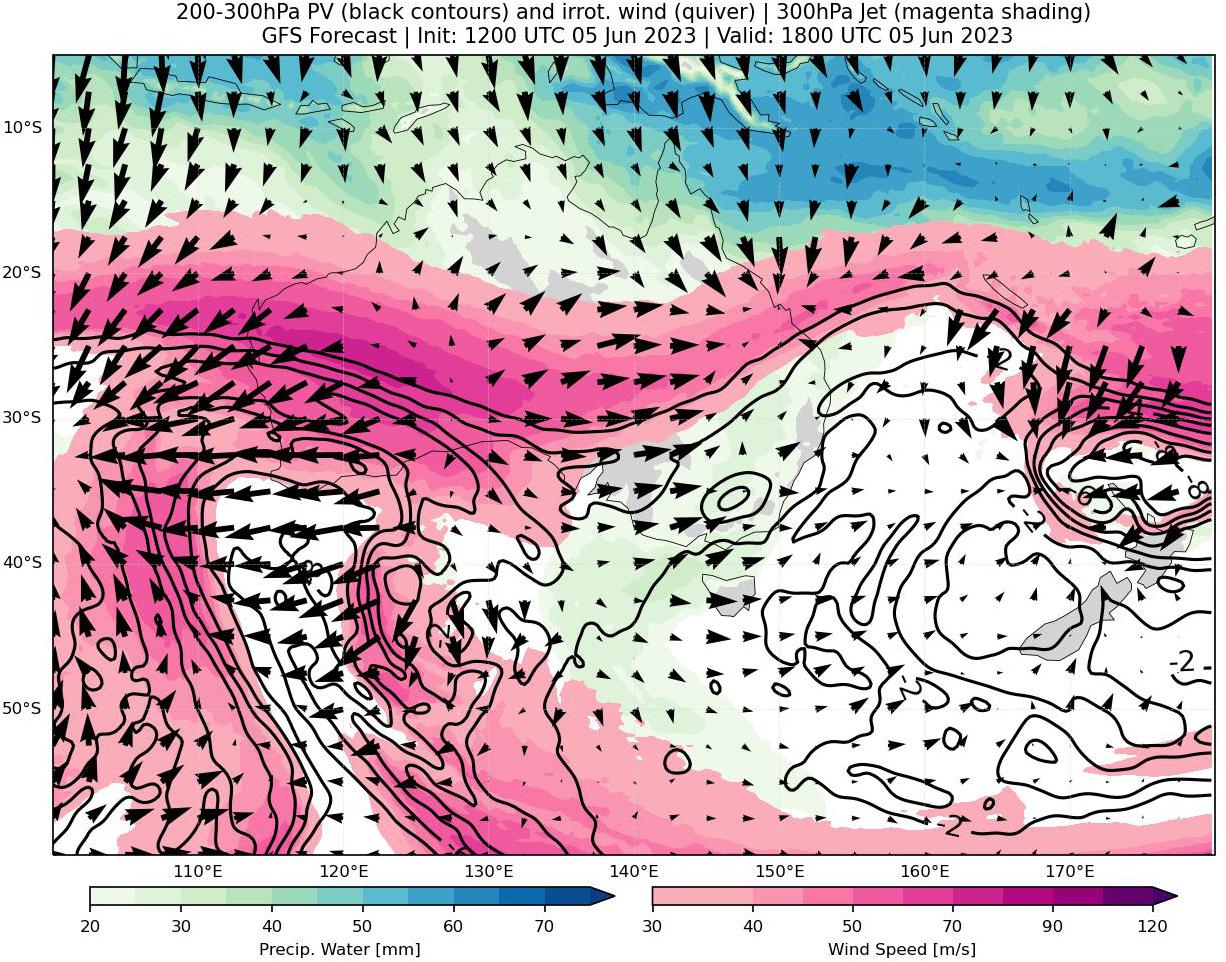 200-300hPa PV (black contours) and irrot. wind (quiver) | 300hPa Jet (magenta shading)
GFS Forecast | Init: 1200 UTC 05 Jun 2023 | Valid: 1800 UTC 05 Jun 2023
10°S
20°S
30°S
40°S
50°S
-2
-2
110°E 120°E 130°E 140°E 150°E 160°E 170°E
20 30 40 50 60 70
Precip. Water [mm]
30 40 50 70 90 120
Wind Speed [m/s]